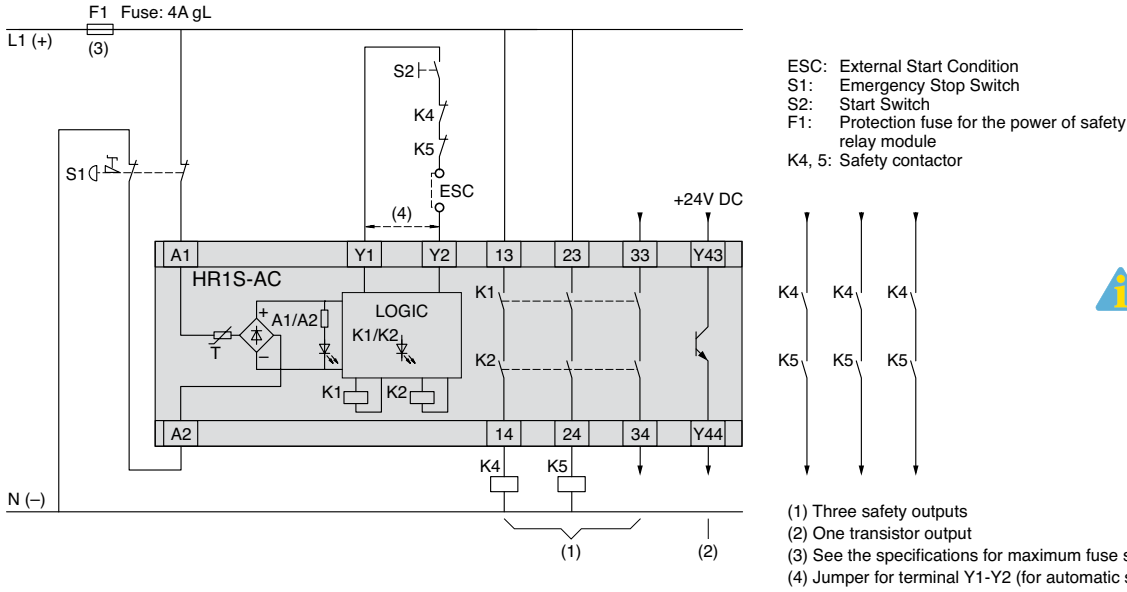 F1 Fuse: 4A gL
L1 (+)
(3)
S2
K4
K5
ESC
S1
(4)
+24V DC
A1 Y1 Y2 13 23 33 Y43
HR1S-AC
A1/A2
+
−
T
LOGIC
K1/K2
K1 K2
K1
K2
A2 14 24 34 Y44
K4 K5
N (–)
(1) (2)
ESC: External Start Condition
S1: Emergency Stop Switch
S2: Start Switch
F1: Protection fuse for the power of safety
relay module
K4, 5: Safety contactor
K4 K4 K4
K5 K5 K5
i
(1) Three safety outputs
(2) One transistor output
(3) See the specifications for maximum fuse
(4) Jumper for terminal Y1-Y2 (for automatic